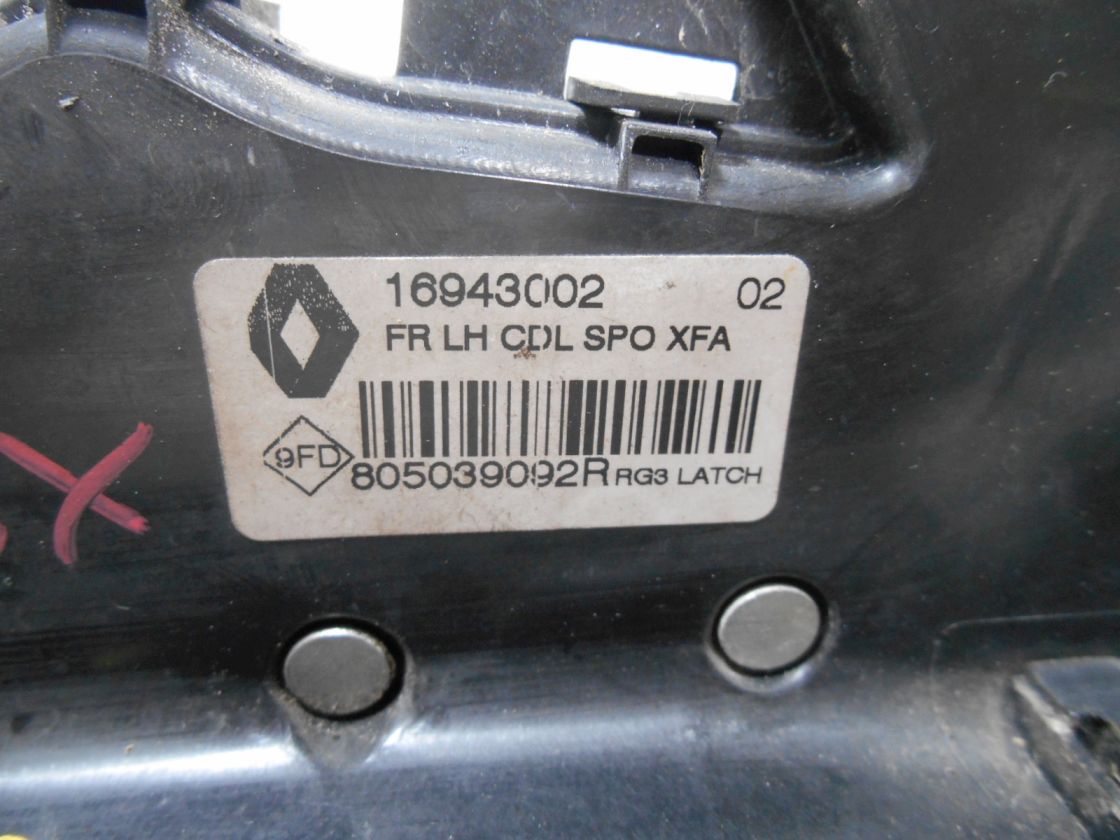 16943002 02
FR LH CDL SPO XFA
9FD
805039092R RG3 LATCH
X